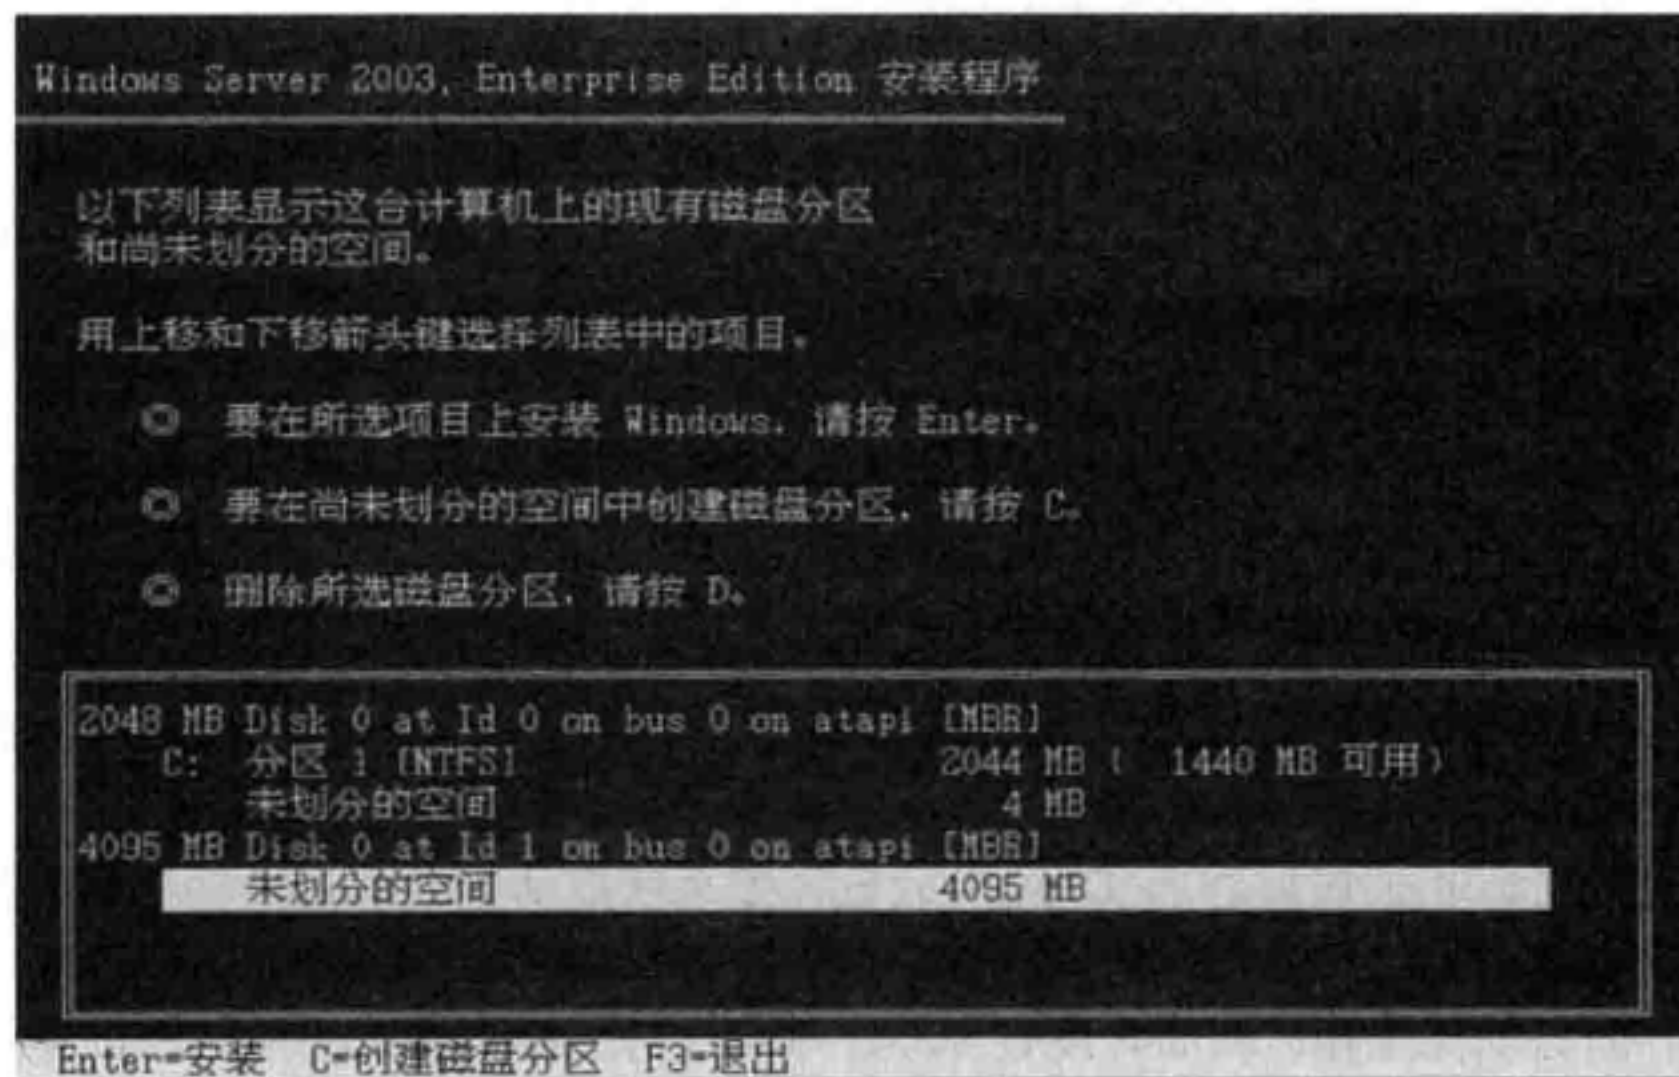 Windows Server 2003, Enterprise Edition 安装程序
以下列表显示这台计算机上的现有磁盘分区
和尚未划分的空间。
用上移和下移箭头键选择列表中的项目。
◎ 要在所选项目上安装 Windows, 请按 Enter。
◎ 要在尚未划分的空间中创建磁盘分区, 请按 C。
◎ 删除所选磁盘分区, 请按 D。
2048 MB Disk 0 at Id 0 on bus 0 on atapi [MBR]
C: 分区 1 [NTFS] 2044 MB ( 1440 MB 可用)
未划分的空间 4 MB
4095 MB Disk 0 at Id 1 on bus 0 on atapi [MBR]
未划分的空间 4095 MB
Enter=安装 C=创建磁盘分区 F3=退出